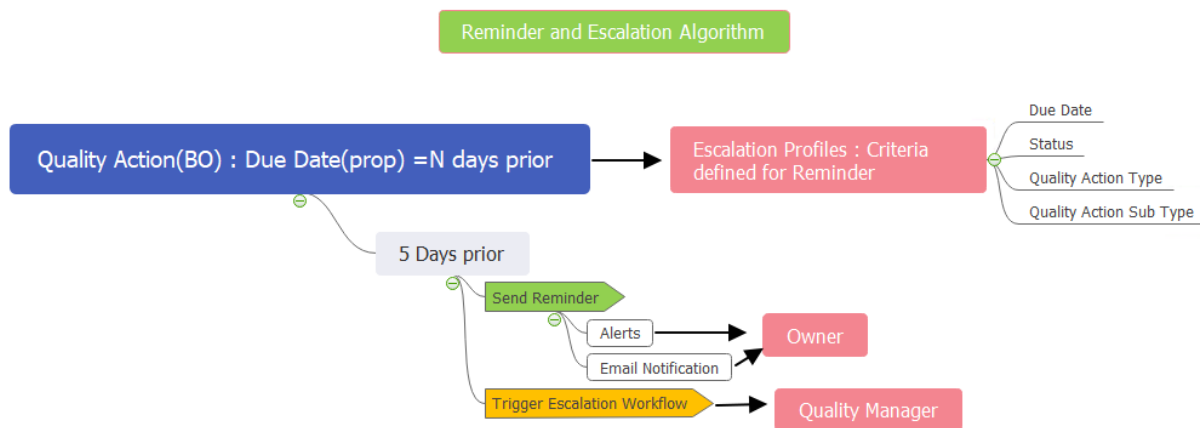 Reminder and Escalation Algorithm
Quality Action(BO) : Due Date(prop) =N days prior
Escalation Profiles : Criteria
defined for Reminder
Due Date
Status
Quality Action Type
Quality Action Sub Type
5 Days prior
Send Reminder
Alerts
Email Notification
Owner
Trigger Escalation Workflow
Quality Manager